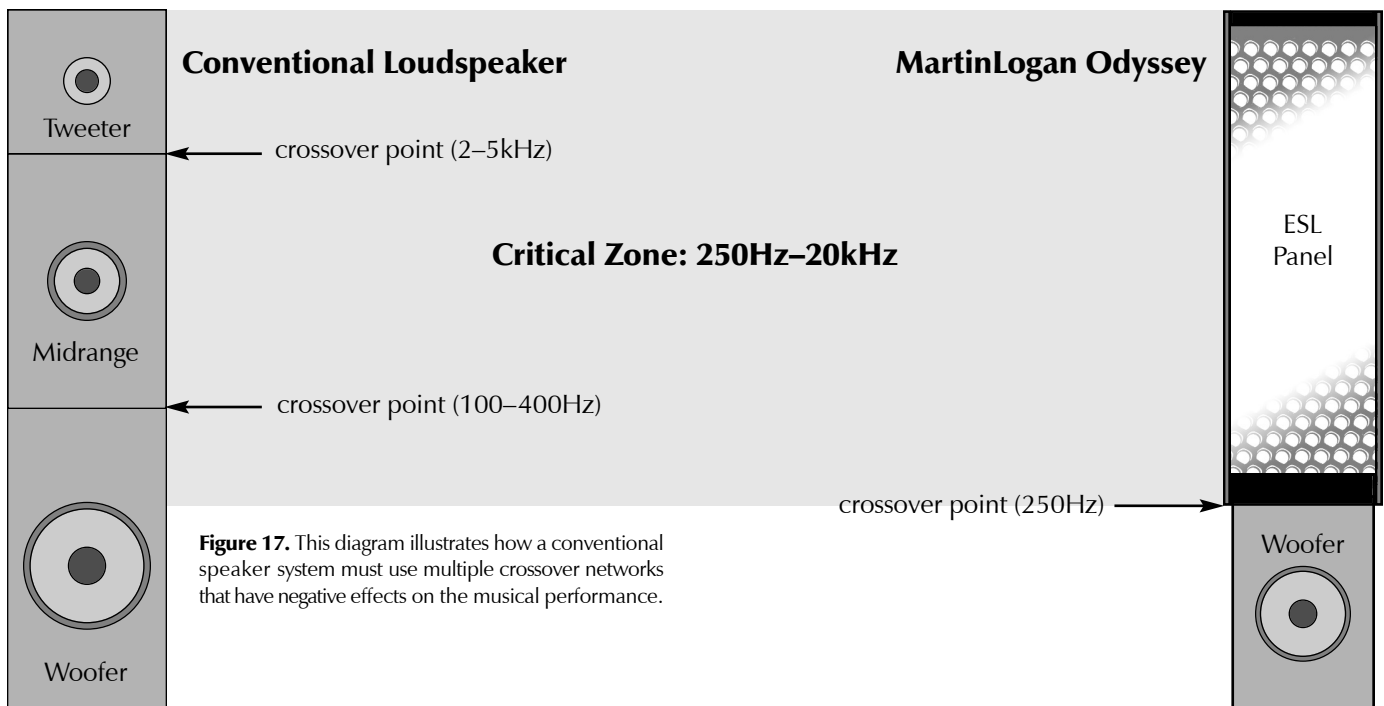 Conventional Loudspeaker
MartinLogan Odyssey
Tweeter
crossover point (2–5kHz)
ESL
Panel
Critical Zone: 250Hz–20kHz
Midrange
crossover point (100–400Hz)
crossover point (250Hz)
Figure 17. This diagram illustrates how a conventional
speaker system must use multiple crossover networks
that have negative effects on the musical performance.
Woofer
Woofer